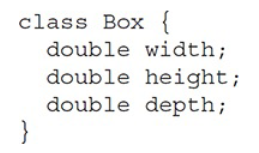 class Box {
  double width;
  double height;
  double depth;
}